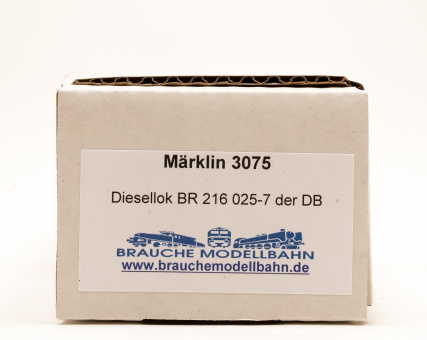 Märklin 3075
Diesellok BR 216 025-7 der DB
BRAUCHE MODELLBAHN
www.brauchemodellbahn.de